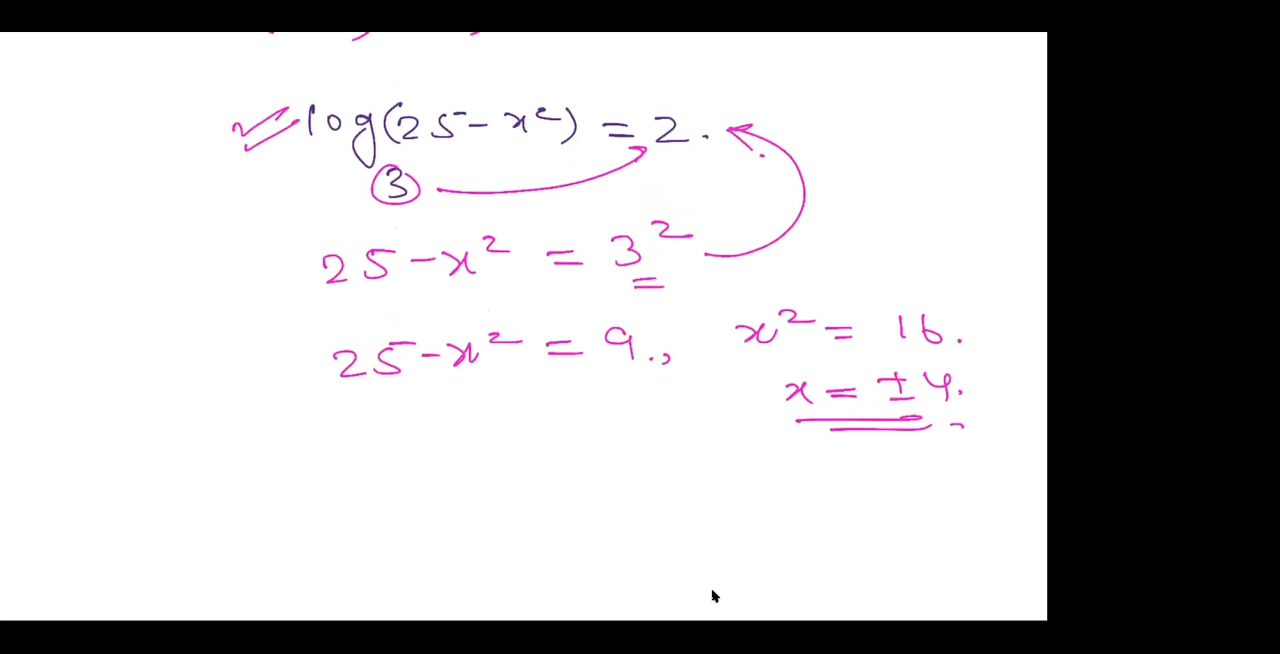 log(25-x²) = 2.
3
25-x² = 3²
25-x² = 9.,
x² = 16.
x = ±4.